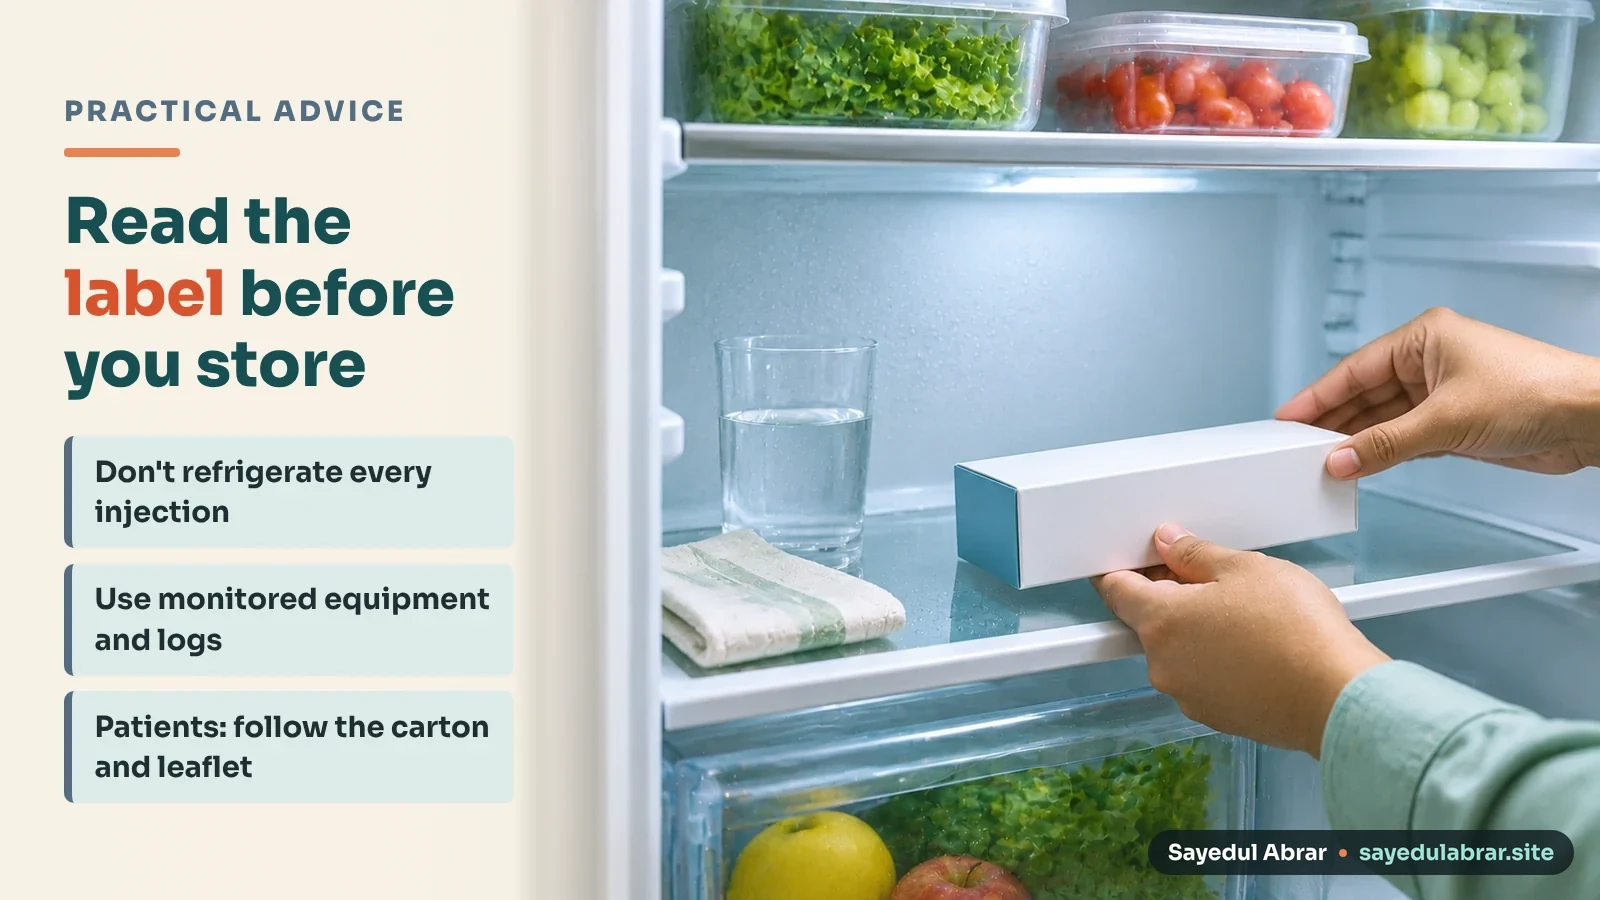 PRACTICAL ADVICE
Read the
label before
you store
Don't refrigerate every
injection
Use monitored equipment
and logs
Patients: follow the carton
and leaflet
Sayedul Abrar • sayedulabrar.site